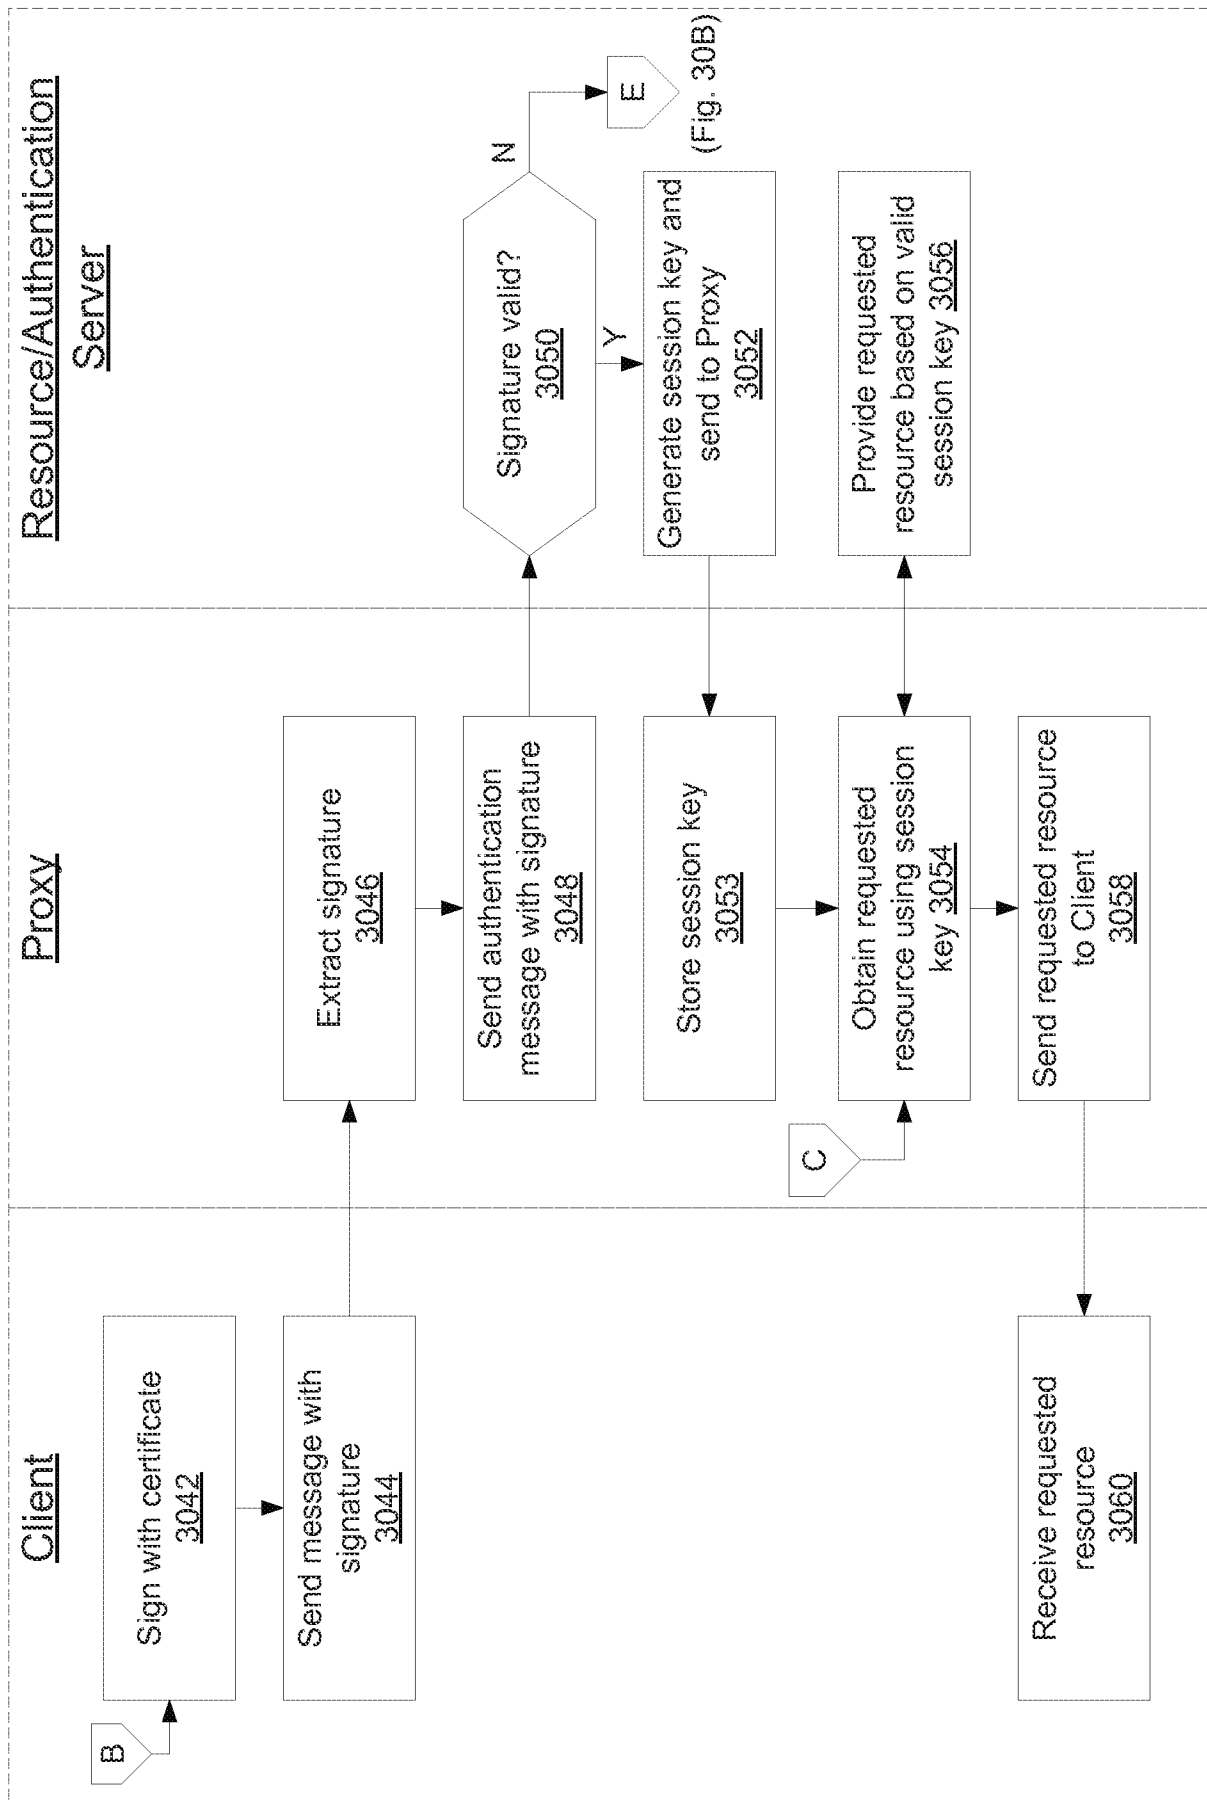 Client
Proxy
Resource/Authentication
Server
B
Sign with certificate
3042
Send message with
signature
3044
Extract signature
3046
Send authentication
message with signature
3048
Signature valid?
3050
N
E
(Fig. 30B)
Y
Generate session key and
send to Proxy
3052
Store session key
3053
C
Obtain requested
resource using session
key 3054
Provide requested
resource based on valid
session key 3056
Send requested resource
to Client
3058
Receive requested
resource
3060